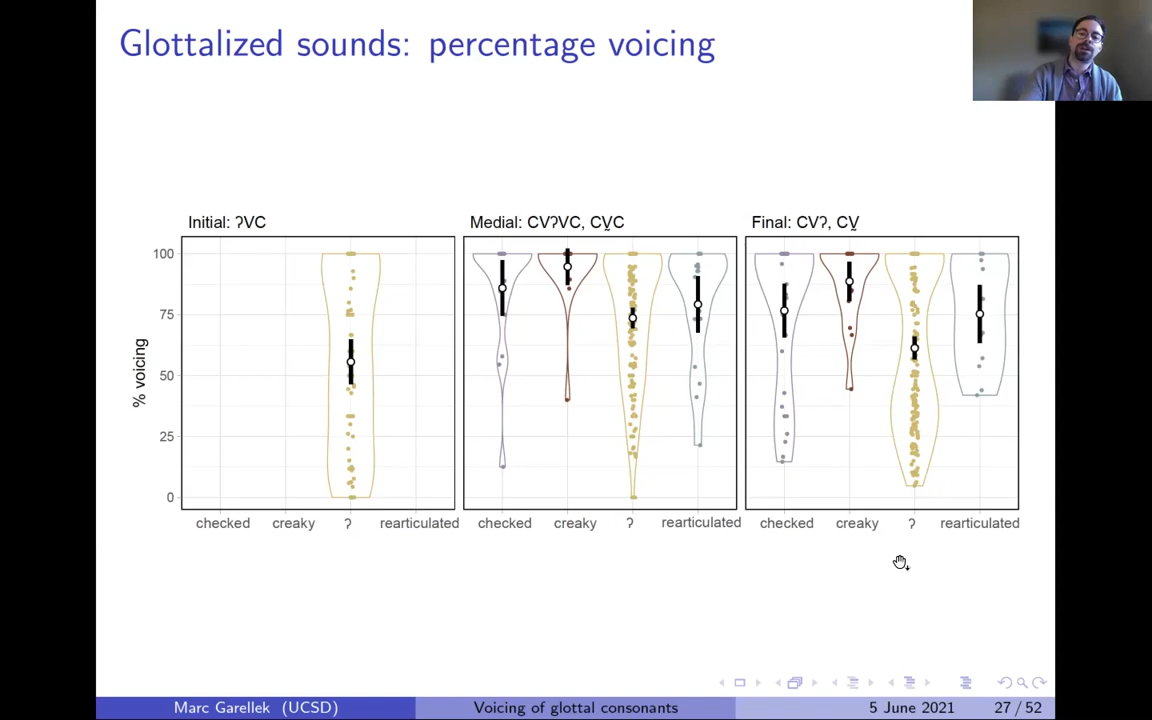 Glottalized sounds: percentage voicing
Initial: ʔVC
Medial: CVʔVC, CV̰C
Final: CVʔ, CV̰
% voicing
100
75
50
25
0
checked creaky ʔ rearticulated
checked creaky ʔ rearticulated
checked creaky ʔ rearticulated
Marc Garellek (UCSD) Voicing of glottal consonants 5 June 2021 27 / 52